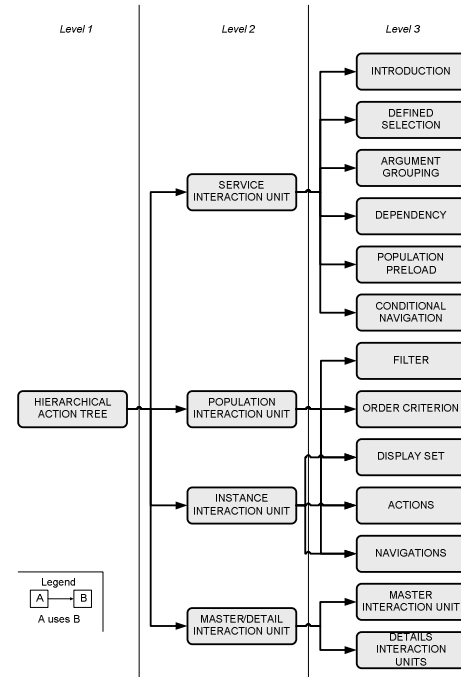 Level 1
Level 2
Level 3
INTRODUCTION
DEFINED
SELECTION
ARGUMENT
GROUPING
SERVICE
INTERACTION UNIT
DEPENDENCY
POPULATION
PRELOAD
CONDITIONAL
NAVIGATION
FILTER
HIERARCHICAL
ACTION TREE
POPULATION
INTERACTION UNIT
ORDER CRITERION
DISPLAY SET
INSTANCE
INTERACTION UNIT
ACTIONS
NAVIGATIONS
Legend
A
B
A uses B
MASTER/DETAIL
INTERACTION UNIT
MASTER
INTERACTION UNIT
DETAILS
INTERACTION
UNITS